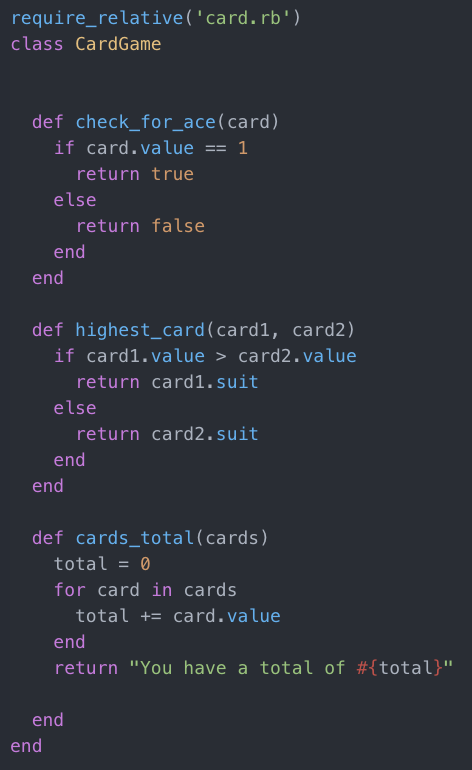 require_relative('card.rb')
class CardGame
def check_for_ace(card)
if card.value == 1
return true
else
return false
end
end
def highest_card(card1, card2)
if card1.value > card2.value
return card1.suit
else
return card2.suit
end
end
def cards_total(cards)
total = 0
for card in cards
total += card.value
end
return "You have a total of #{total}"
end
end